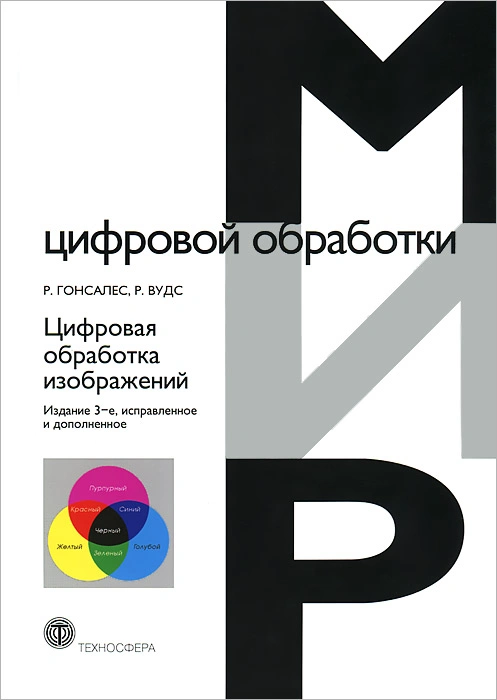 МИР
цифровой обработки
Р. ГОНСАЛЕС, Р. ВУДС
Цифровая
обработка
изображений
Издание 3-е, исправленное
и дополненное
Пурпурный
Красный
Синий
Черный
Желтый
Зеленый
Голубой
ТЕХНОСФЕРА